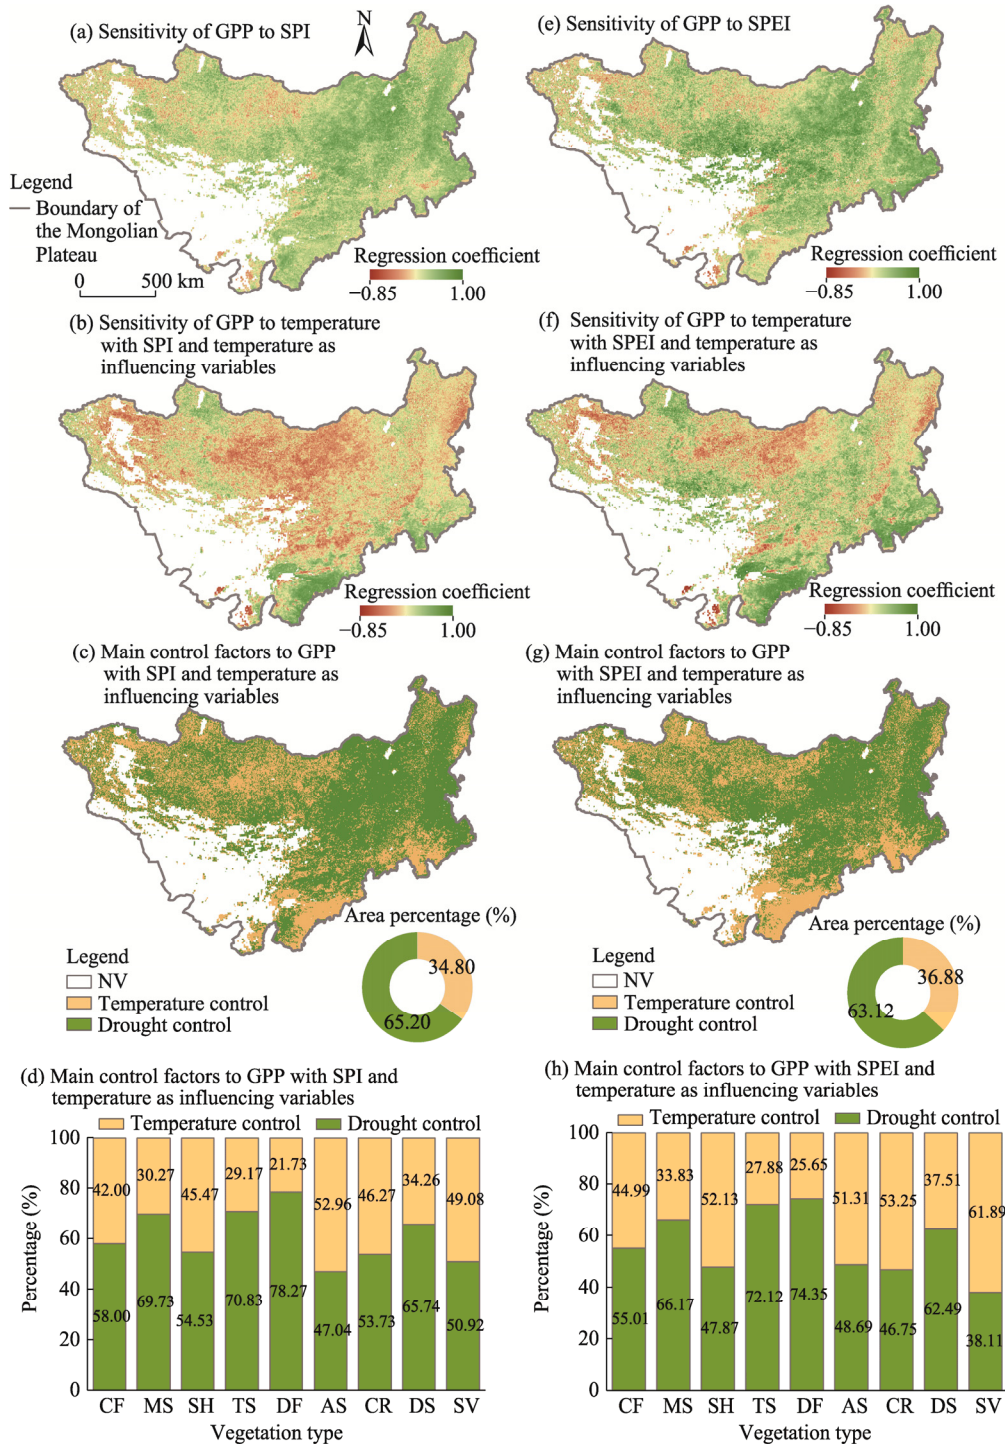 (a) Sensitivity of GPP to SPI
N
(e) Sensitivity of GPP to SPEI
Legend
Boundary of
the Mongolian
Plateau
0 500 km
Regression coefficient
−0.85 1.00
Regression coefficient
−0.85 1.00
(b) Sensitivity of GPP to temperature
with SPI and temperature as
influencing variables
(f) Sensitivity of GPP to temperature
with SPEI and temperature as
influencing variables
Regression coefficient
−0.85 1.00
Regression coefficient
−0.85 1.00
(c) Main control factors to GPP
with SPI and temperature as
influencing variables
(g) Main control factors to GPP
with SPEI and temperature as
influencing variables
Area percentage (%)
34.80
65.20
Legend
NV
Temperature control
Drought control
Area percentage (%)
36.88
63.12
Legend
NV
Temperature control
Drought control
(d) Main control factors to GPP with SPI and
temperature as influencing variables
Temperature control Drought control
Percentage (%)
100
80
60
40
20
0
42.00 30.27 45.47 29.17 21.73 52.96 46.27 34.26 49.08
58.00 69.73 54.53 70.83 78.27 47.04 53.73 65.74 50.92
CF MS SH TS DF AS CR DS SV
Vegetation type
(h) Main control factors to GPP with SPEI and
temperature as influencing variables
Temperature control Drought control
Percentage (%)
100
80
60
40
20
0
44.99 33.83 52.13 27.88 25.65 51.31 53.25 37.51 61.89
55.01 66.17 47.87 72.12 74.35 48.69 46.75 62.49 38.11
CF MS SH TS DF AS CR DS SV
Vegetation type